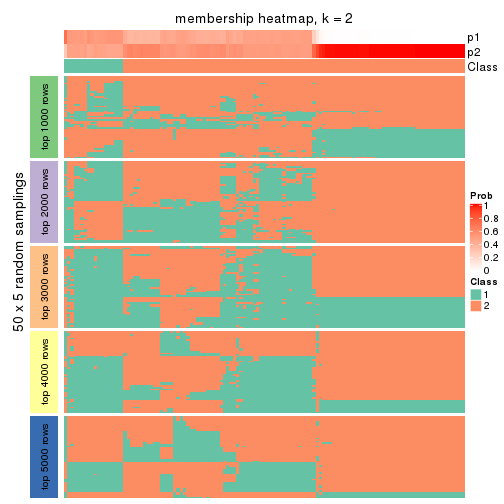 membership heatmap, k = 2
p1
p2
Class
50 x 5 random samplings
top 1000 rows
top 2000 rows
top 3000 rows
top 4000 rows
top 5000 rows
Prob
1
0.8
0.6
0.4
0.2
0
Class
1
2